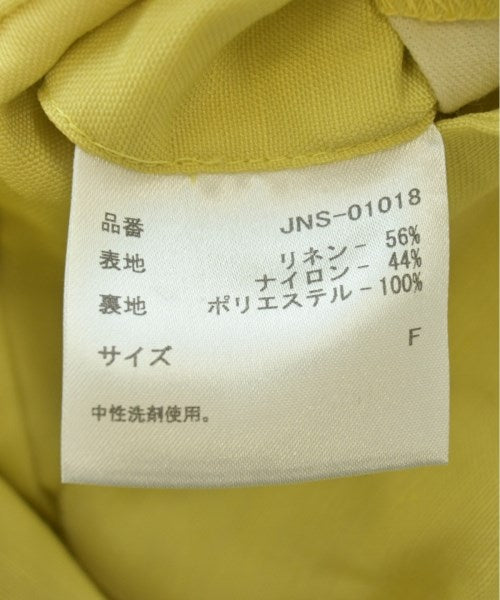 品番 JNS-01018
表地 リネン- 56%
ナイロン- 44%
裏地 ポリエステル-100%
サイズ F
中性洗剤使用。